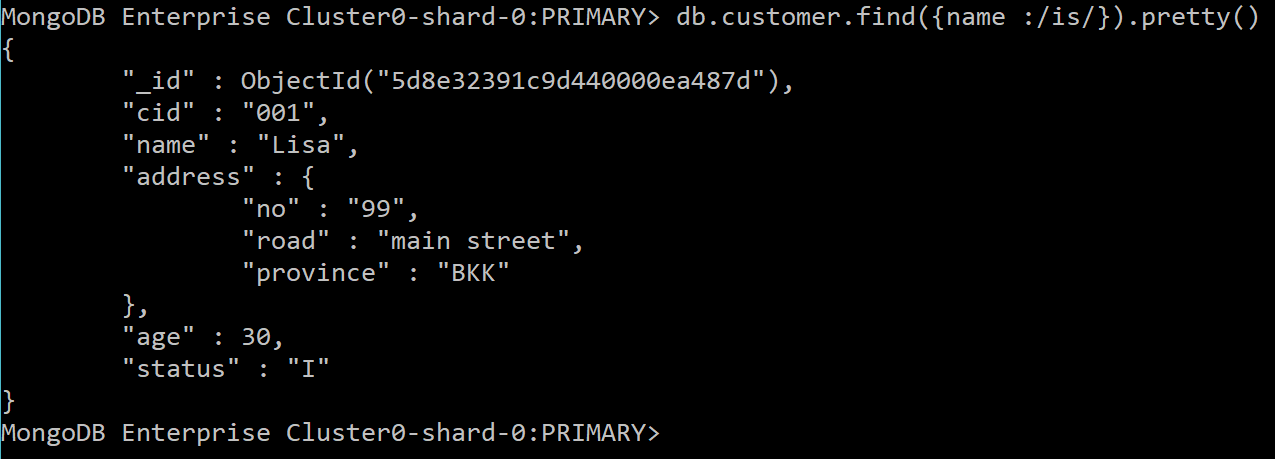 MongoDB Enterprise Cluster0-shard-0:PRIMARY> db.customer.find({name :/is/}).pretty()
{
        "_id" : ObjectId("5d8e32391c9d440000ea487d"),
        "cid" : "001",
        "name" : "Lisa",
        "address" : {
                "no" : "99",
                "road" : "main street",
                "province" : "BKK"
        },
        "age" : 30,
        "status" : "I"
}
MongoDB Enterprise Cluster0-shard-0:PRIMARY>